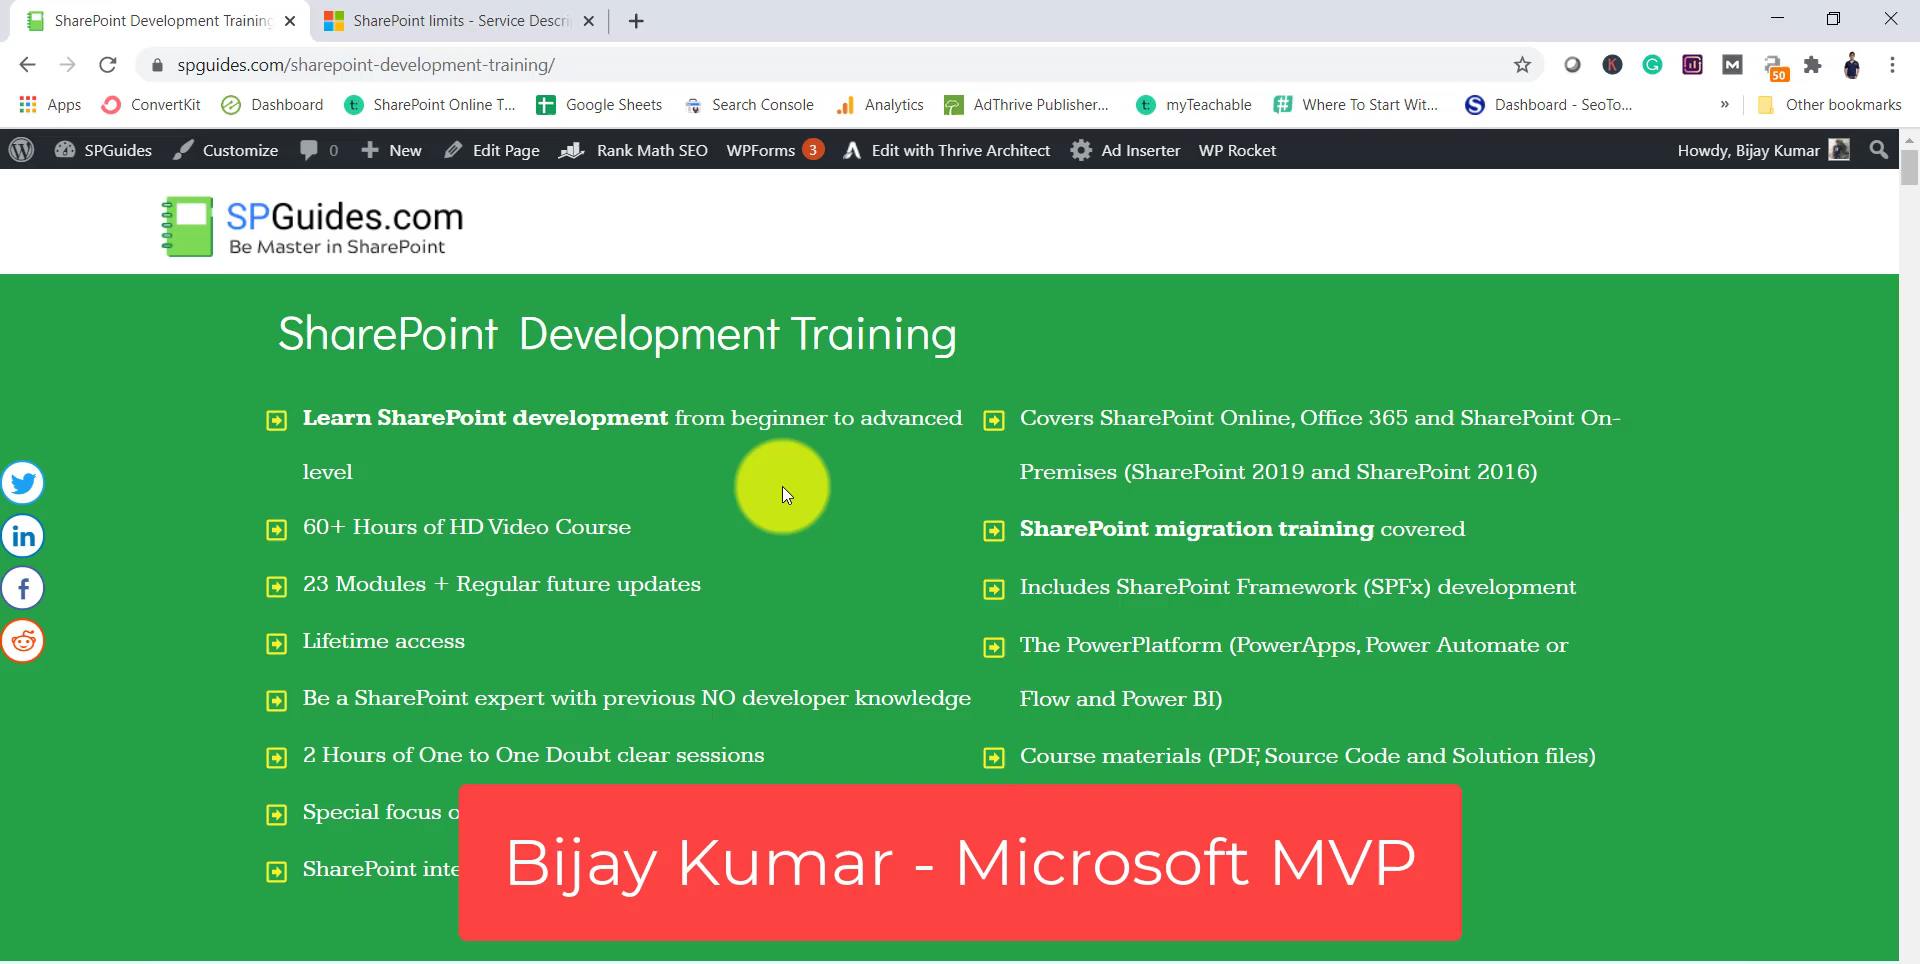 SharePoint Development Training
SharePoint limits - Service Descri
spguides.com/sharepoint-development-training/
50
Apps
ConvertKit
Dashboard
SharePoint Online T...
Google Sheets
Search Console
Analytics
AdThrive Publisher...
myTeachable
Where To Start Wit...
Dashboard - SeoTo...
»
Other bookmarks
SPGuides
Customize
0
New
Edit Page
Rank Math SEO
WPForms 3
Edit with Thrive Architect
Ad Inserter
WP Rocket
Howdy, Bijay Kumar
SPGuides.com
Be Master in SharePoint
SharePoint Development Training
Learn SharePoint development from beginner to advanced
level
60+ Hours of HD Video Course
23 Modules + Regular future updates
Lifetime access
Be a SharePoint expert with previous NO developer knowledge
2 Hours of One to One Doubt clear sessions
Special focus o
SharePoint inte
Covers SharePoint Online, Office 365 and SharePoint On-
Premises (SharePoint 2019 and SharePoint 2016)
SharePoint migration training covered
Includes SharePoint Framework (SPFx) development
The PowerPlatform (PowerApps, Power Automate or
Flow and Power BI)
Course materials (PDF, Source Code and Solution files)
Bijay Kumar - Microsoft MVP